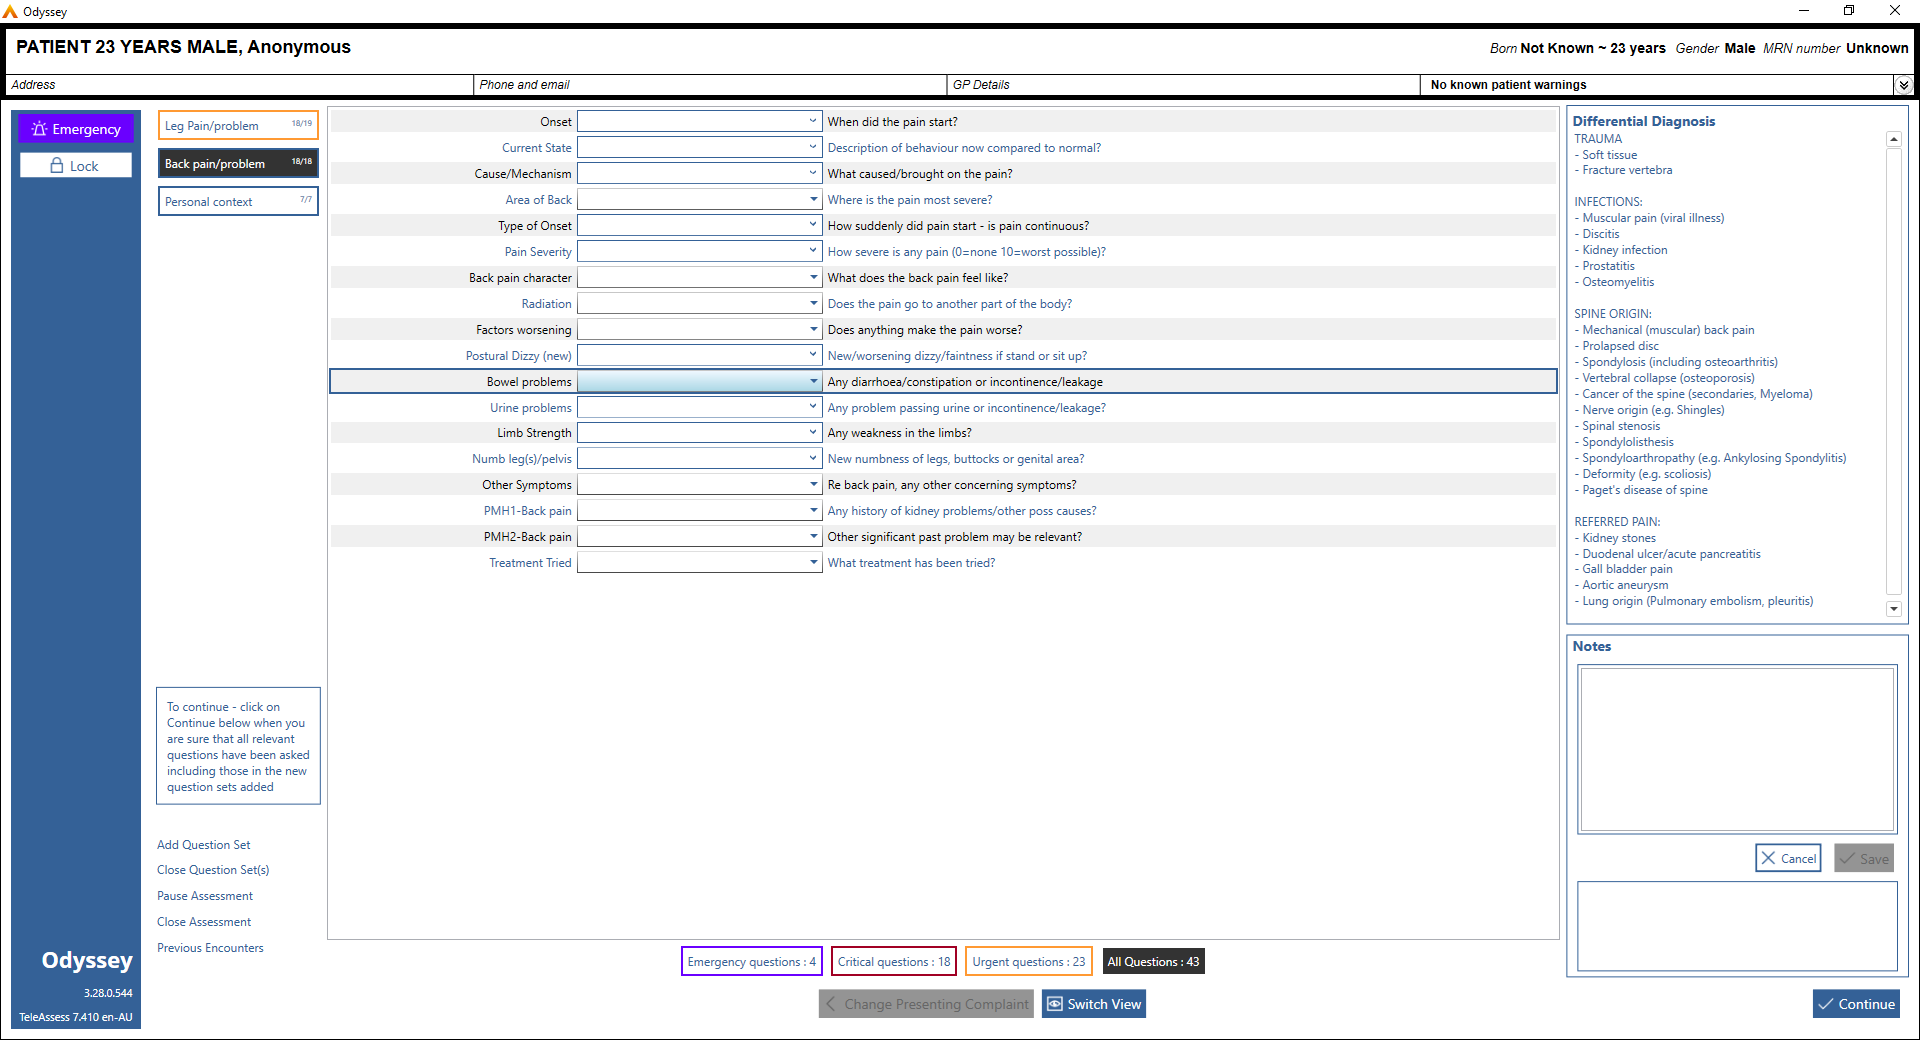 Odyssey
PATIENT 23 YEARS MALE, Anonymous
Born Not Known ~ 23 years Gender Male MRN number Unknown
Address
Phone and email
GP Details
No known patient warnings
Emergency
Lock
Leg Pain/problem 18/19
Back pain/problem 18/18
Personal context 7/7
Onset When did the pain start?
Current State Description of behaviour now compared to normal?
Cause/Mechanism What caused/brought on the pain?
Area of Back Where is the pain most severe?
Type of Onset How suddenly did pain start - is pain continuous?
Pain Severity How severe is any pain (0=none 10=worst possible)?
Back pain character What does the back pain feel like?
Radiation Does the pain go to another part of the body?
Factors worsening Does anything make the pain worse?
Postural Dizzy (new) New/worsening dizzy/faintness if stand or sit up?
Bowel problems Any diarrhoea/constipation or incontinence/leakage
Urine problems Any problem passing urine or incontinence/leakage?
Limb Strength Any weakness in the limbs?
Numb leg(s)/pelvis New numbness of legs, buttocks or genital area?
Other Symptoms Re back pain, any other concerning symptoms?
PMH1-Back pain Any history of kidney problems/other poss causes?
PMH2-Back pain Other significant past problem may be relevant?
Treatment Tried What treatment has been tried?
Differential Diagnosis
TRAUMA
- Soft tissue
- Fracture vertebra
INFECTIONS:
- Muscular pain (viral illness)
- Discitis
- Kidney infection
- Prostatitis
- Osteomyelitis
SPINE ORIGIN:
- Mechanical (muscular) back pain
- Prolapsed disc
- Spondylosis (including osteoarthritis)
- Vertebral collapse (osteoporosis)
- Cancer of the spine (secondaries, Myeloma)
- Nerve origin (e.g. Shingles)
- Spinal stenosis
- Spondylolisthesis
- Spondyloarthropathy (e.g. Ankylosing Spondylitis)
- Deformity (e.g. scoliosis)
- Paget's disease of spine
REFERRED PAIN:
- Kidney stones
- Duodenal ulcer/acute pancreatitis
- Gall bladder pain
- Aortic aneurysm
- Lung origin (Pulmonary embolism, pleuritis)
Notes
Cancel
Save
To continue - click on
Continue below when you
are sure that all relevant
questions have been asked
including those in the new
question sets added
Add Question Set
Close Question Set(s)
Pause Assessment
Close Assessment
Previous Encounters
Odyssey
3.28.0.544
TeleAssess 7.410 en-AU
Emergency questions : 4
Critical questions : 18
Urgent questions : 23
All Questions : 43
Change Presenting Complaint
Switch View
Continue